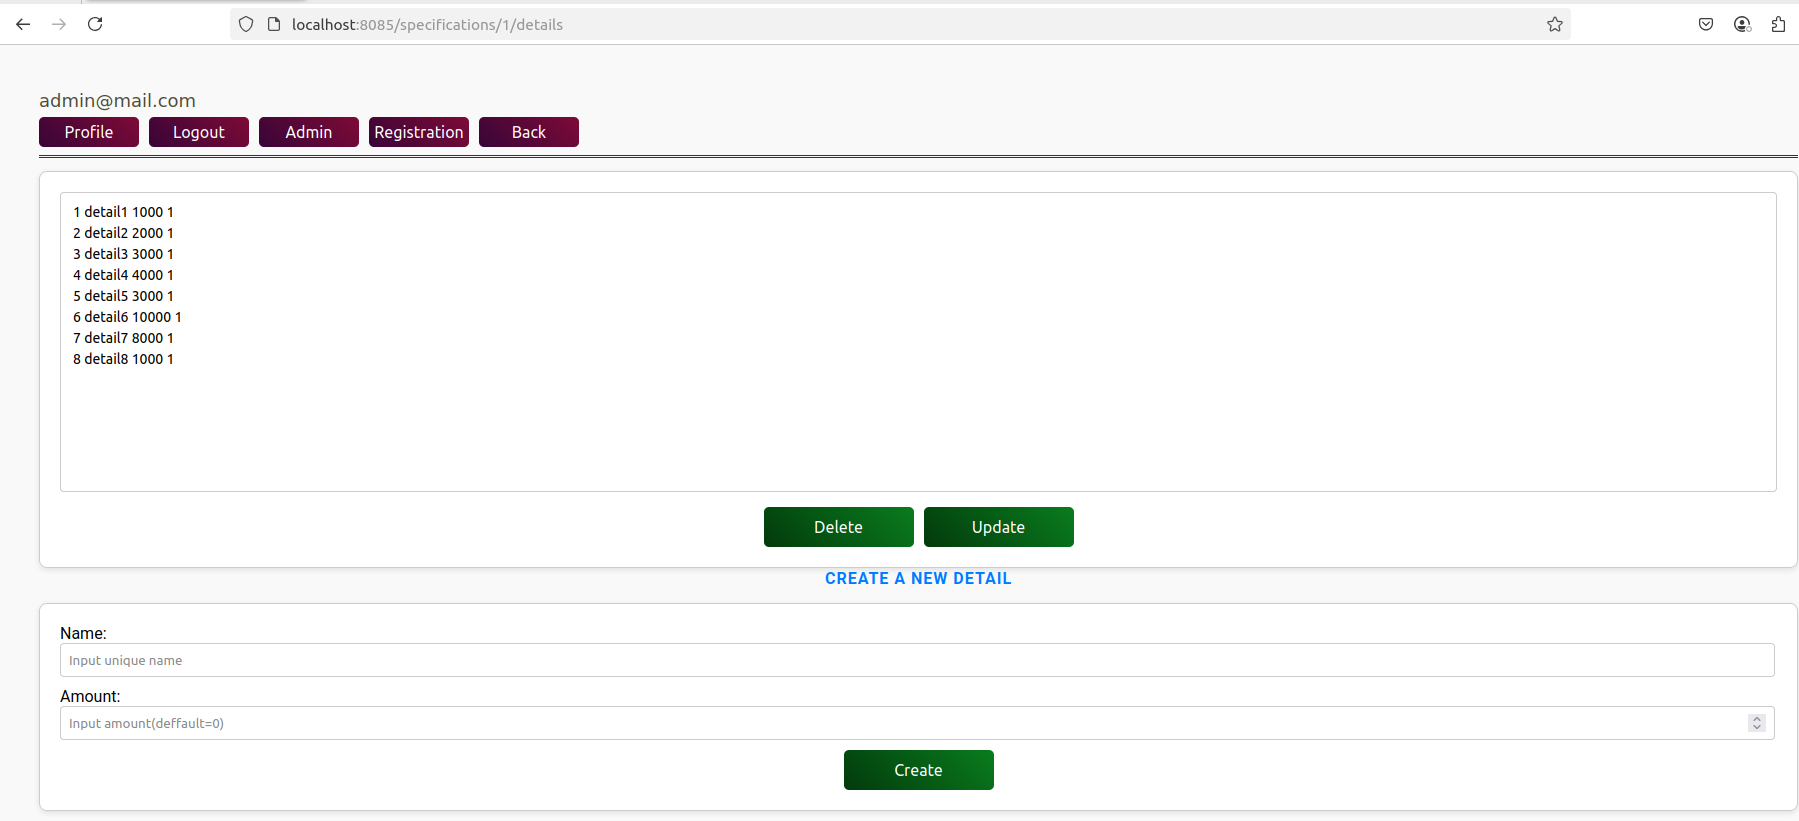 localhost:8085/specifications/1/details
admin@mail.com
Profile Logout Admin Registration Back
1 detail1 1000 1
2 detail2 2000 1
3 detail3 3000 1
4 detail4 4000 1
5 detail5 3000 1
6 detail6 10000 1
7 detail7 8000 1
8 detail8 1000 1
Delete Update
CREATE A NEW DETAIL
Name:
Input unique name
Amount:
Input amount(deffault=0)
Create